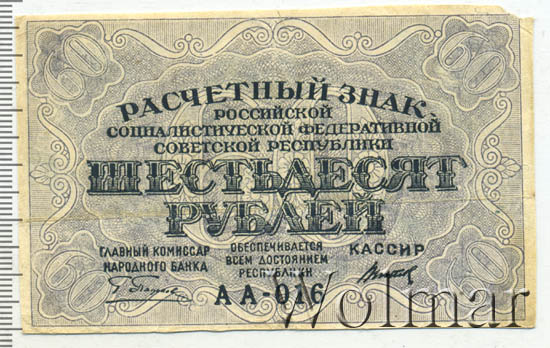 60 60
РАСЧЕТНЫЙ ЗНАК
РОССИЙСКОЙ
СОЦИАЛИСТИЧЕСКОЙ ФЕДЕРАТИВНОЙ
СОВЕТСКОЙ РЕСПУБЛИКИ
ШЕСТЬДЕСЯТ
РУБЛЕЙ
ГЛАВНЫЙ КОМИССАР
НАРОДНОГО БАНКА
ОБЕСПЕЧИВАЕТСЯ
ВСЕМ ДОСТОЯНИЕМ
РЕСПУБЛИКИ
КАССИР
60 60
АА-016
Wolmar